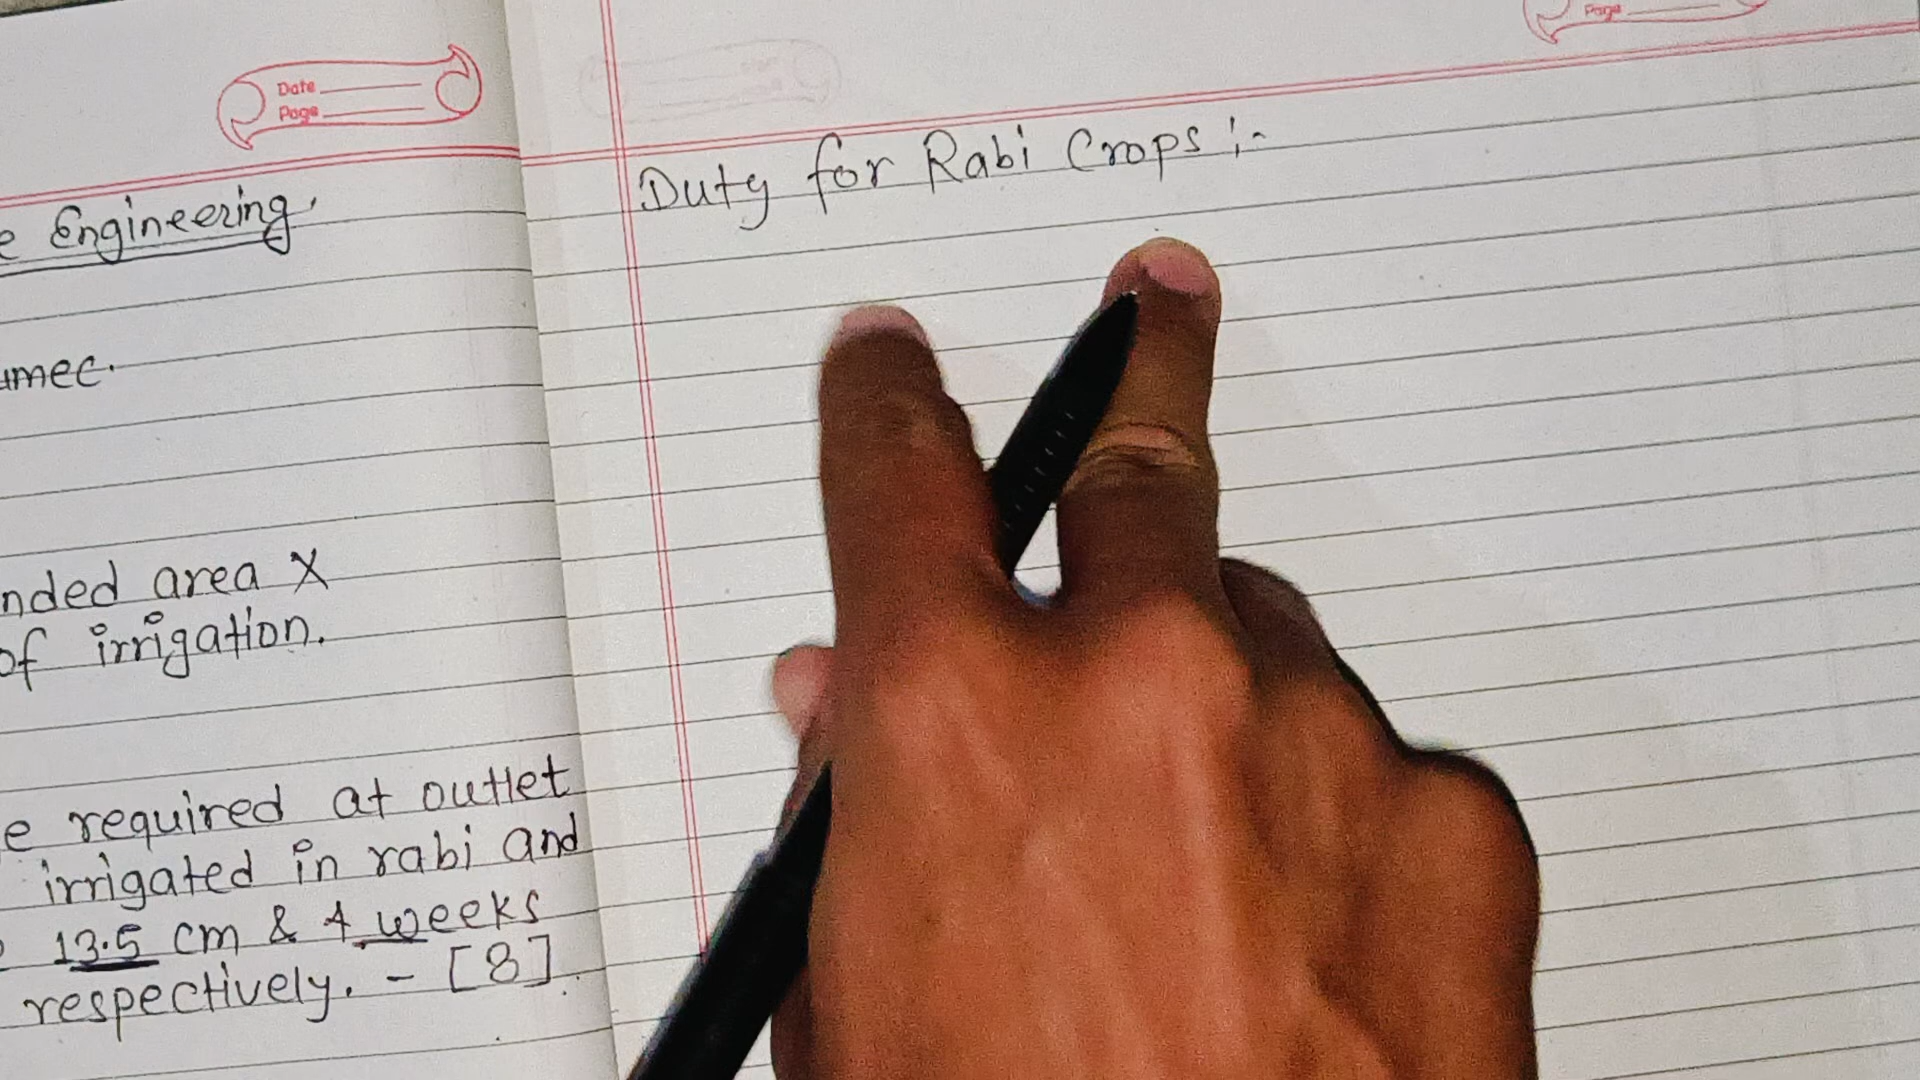 Date
Page
Engineering
nded area X
of irrigation.
e required at outlet
irrigated in rabi and
13.5 cm & 4 weeks
respectively. - [8].
Page
Duty for Rabi Crops :-